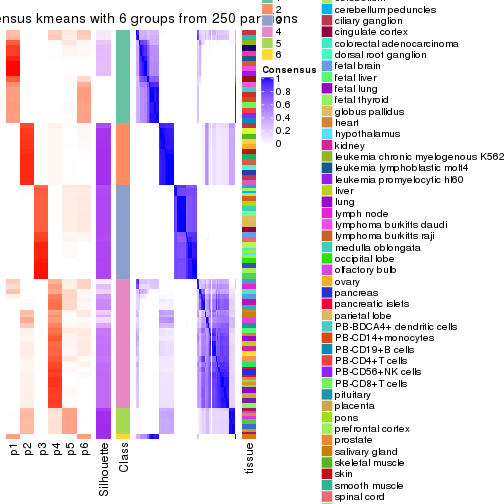 ensus kmeans with 6 groups from 250 partitions
2
4
5
6
Consensus
1
0.8
0.6
0.4
0.2
0
p1
p2
p3
p4
p5
p6
Silhouette
Class
tissue
cerebellum
cerebellum peduncles
ciliary ganglion
cingulate cortex
colorectal adenocarcinoma
dorsal root ganglion
fetal brain
fetal liver
fetal lung
fetal thyroid
globus pallidus
heart
hypothalamus
kidney
leukemia chronic myelogenous K562
leukemia lymphoblastic molt4
leukemia promyelocytic hl60
liver
lung
lymph node
lymphoma burkitts daudi
lymphoma burkitts raji
medulla oblongata
occipital lobe
olfactory bulb
ovary
pancreas
pancreatic islets
parietal lobe
PB-BDCA4+ dendritic cells
PB-CD14+monocytes
PB-CD19+B cells
PB-CD4+T cells
PB-CD56+NK cells
PB-CD8+T cells
pituitary
placenta
pons
prefrontal cortex
prostate
salivary gland
skeletal muscle
skin
smooth muscle
spinal cord